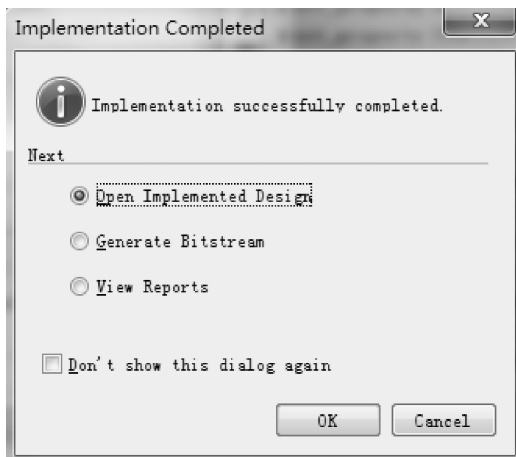 Implementation Completed
Implementation successfully completed.
Next
Open Implemented Design
Generate Bitstream
View Reports
Don't show this dialog again
OK Cancel